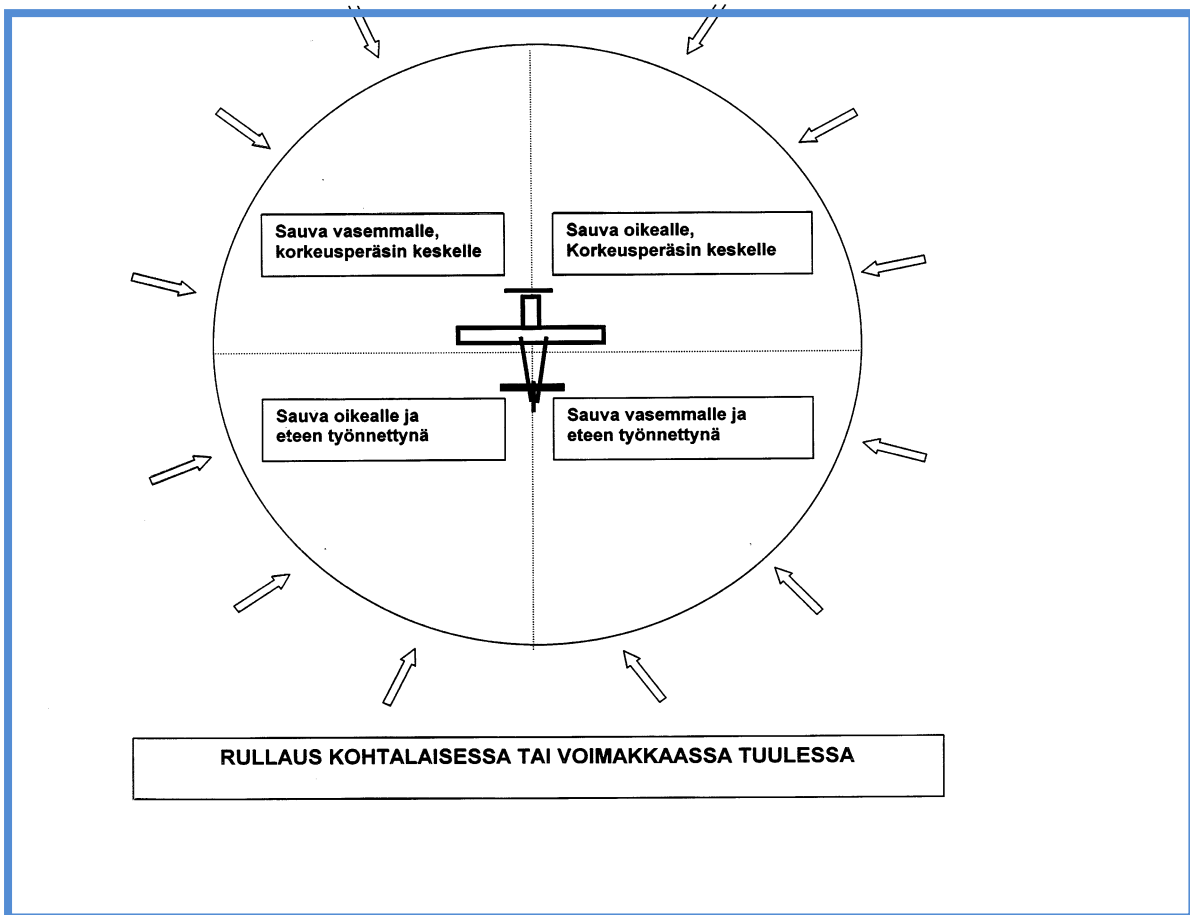 Sauva vasemmalle,
korkeusperäsin keskelle
Sauva oikealle,
Korkeusperäsin keskelle
Sauva oikealle ja
eteen työnnettynä
Sauva vasemmalle ja
eteen työnnettynä
RULLAUS KOHTALAISESSA TAI VOIMAKKAASSA TUULESSA